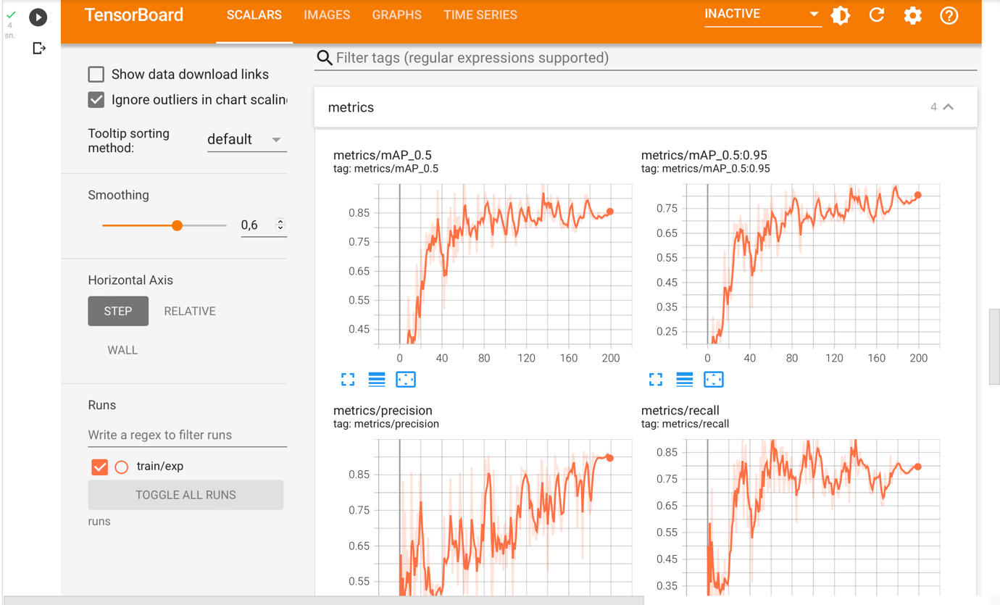 4
sn.
TensorBoard
SCALARS
IMAGES
GRAPHS
TIME SERIES
INACTIVE
Show data download links
Ignore outliers in chart scalin
Tooltip sorting
method:
default
Smoothing
0,6
Horizontal Axis
STEP
RELATIVE
WALL
Runs
Write a regex to filter runs
train/exp
TOGGLE ALL RUNS
runs
Filter tags (regular expressions supported)
metrics
4
metrics/mAP_0.5
tag: metrics/mAP_0.5
0.85
0.75
0.65
0.55
0.45
0 40 80 120 160 200
metrics/mAP_0.5:0.95
tag: metrics/mAP_0.5:0.95
0.75
0.65
0.55
0.45
0.35
0.25
0 40 80 120 160 200
metrics/precision
tag: metrics/precision
0.85
0.75
0.65
0.55
metrics/recall
tag: metrics/recall
0.85
0.75
0.65
0.55
0.45
0.35